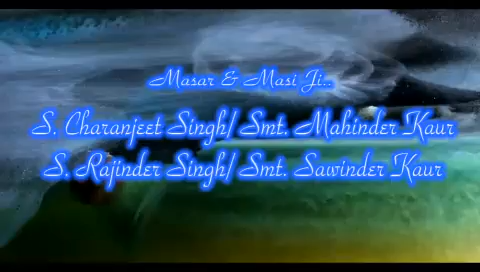 Masar & Masi Ji..
S. Charanjeet Singh/ Smt. Mahinder Kaur
S. Rajinder Singh/ Smt. Sawinder Kaur